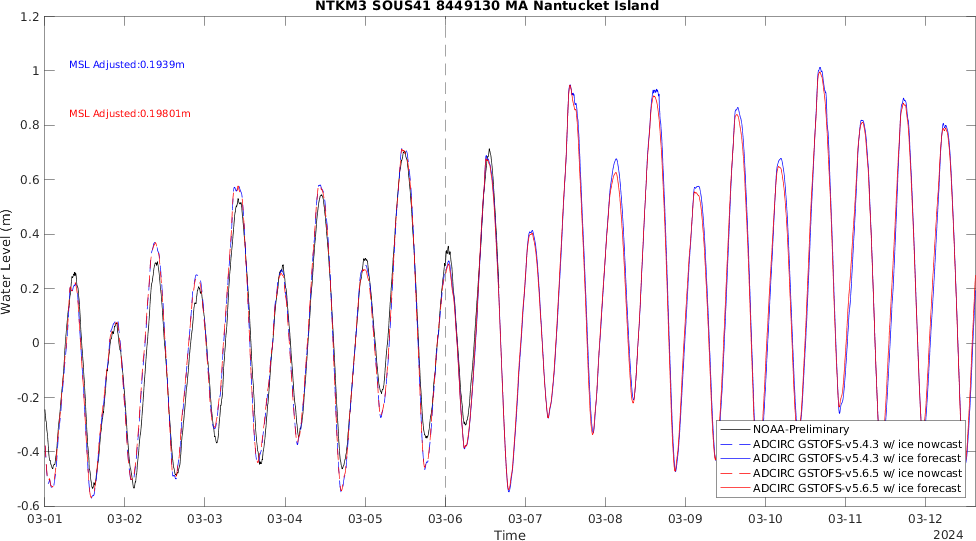 NTKM3 SOUS41 8449130 MA Nantucket Island
1.2
1
0.8
0.6
0.4
0.2
0
-0.2
-0.4
-0.6
Water Level (m)
MSL Adjusted:0.1939m
MSL Adjusted:0.19801m
NOAA-Preliminary
ADCIRC GSTOFS-v5.4.3 w/ ice nowcast
ADCIRC GSTOFS-v5.4.3 w/ ice forecast
ADCIRC GSTOFS-v5.6.5 w/ ice nowcast
ADCIRC GSTOFS-v5.6.5 w/ ice forecast
03-01 03-02 03-03 03-04 03-05 03-06 03-07 03-08 03-09 03-10 03-11 03-12
Time
2024